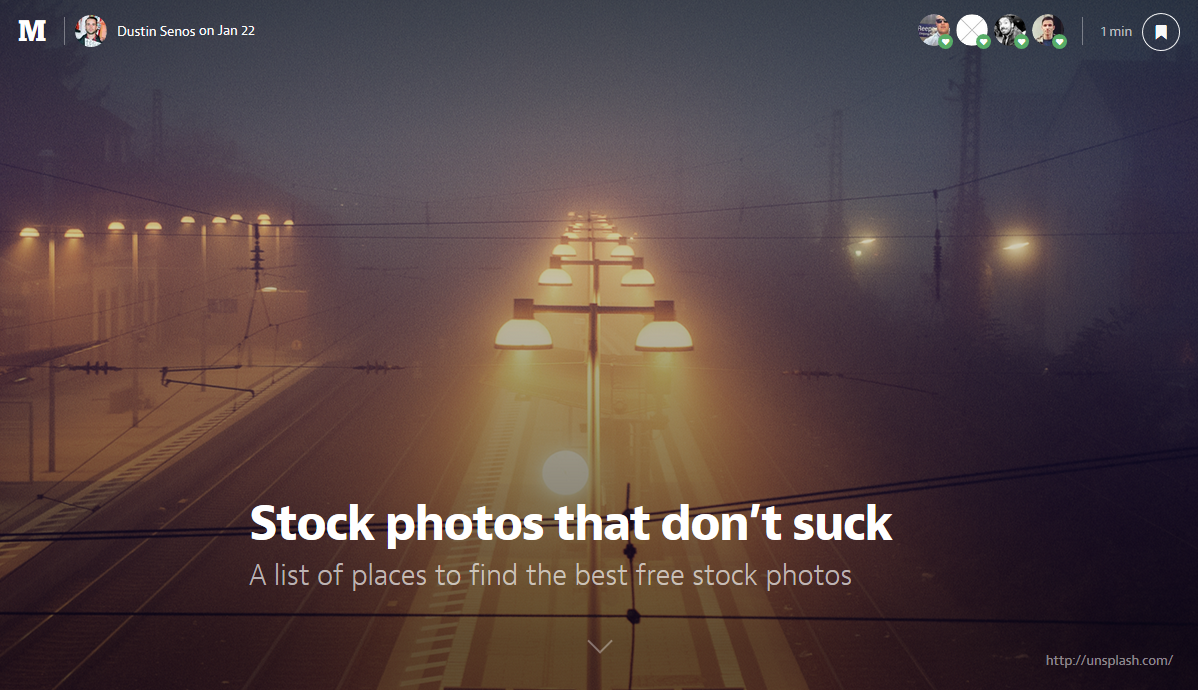 M
Dustin Senos on Jan 22
1 min
Stock photos that don’t suck
A list of places to find the best free stock photos
http://unsplash.com/